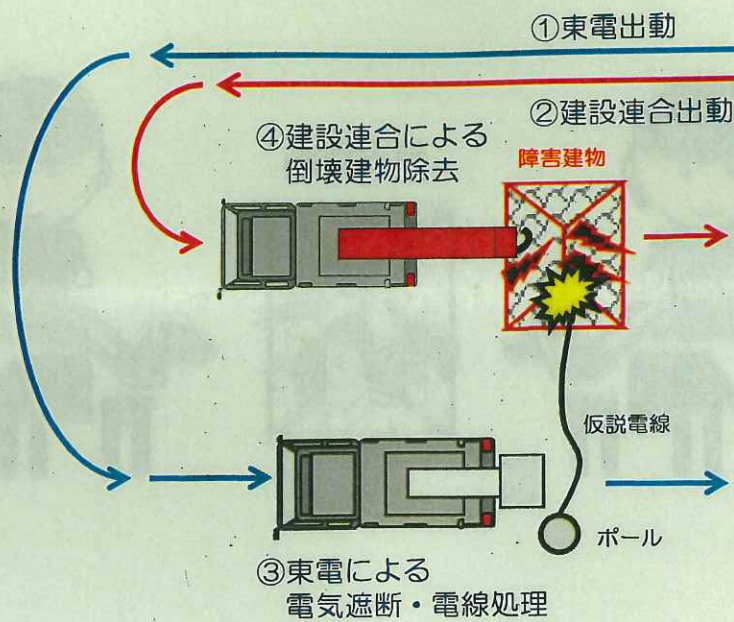 ①東電出動
②建設連合出動
④建設連合による
倒壊建物除去
障害建物
仮説電線
ポール
③東電による
電気遮断・電線処理